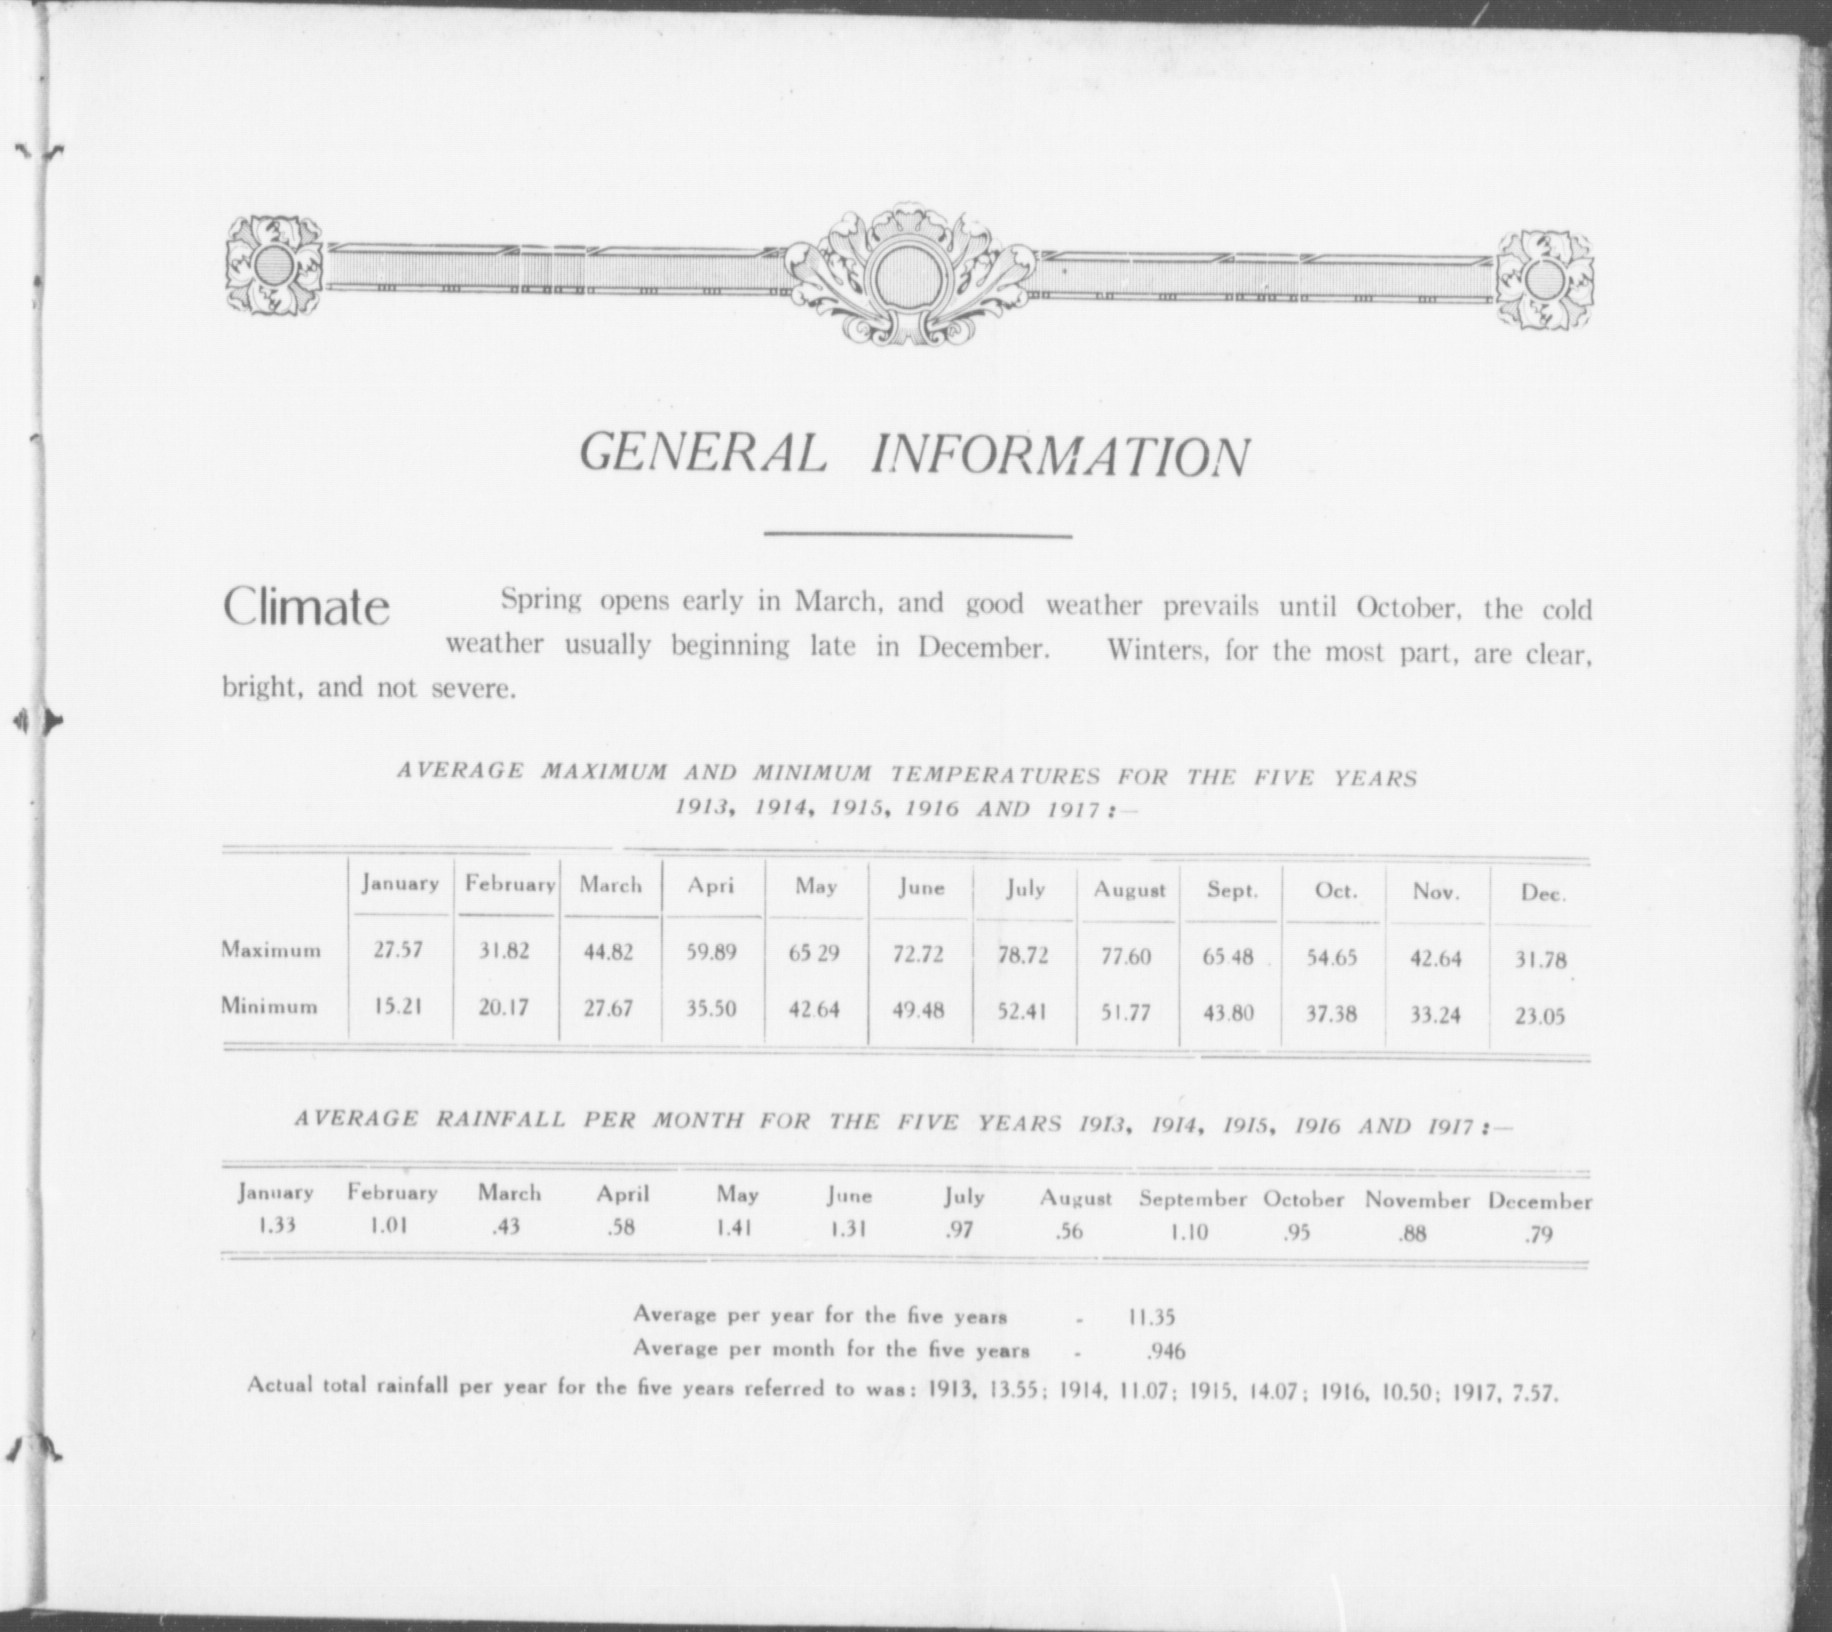 GENERAL INFORMATION
Climate Spring opens early in March, and good weather prevails until October, the cold
weather usually beginning late in December. Winters, for the most part, are clear,
bright, and not severe.
AVERAGE MAXIMUM AND MINIMUM TEMPERATURES FOR THE FIVE YEARS
1913, 1914, 1915, 1916 AND 1917:—
January February March Apri May June July August Sept. Oct. Nov. Dec.
Maximum 27.57 31.82 44.82 59.89 65 29 72.72 78.72 77.60 65.48 54.65 42.64 31.78
Minimum 15.21 20.17 27.67 35.50 42.64 49.48 52.41 51.77 43.80 37.38 33.24 23.05
AVERAGE RAINFALL PER MONTH FOR THE FIVE YEARS 1913, 1914, 1915, 1916 AND 1917:—
January February March April May June July August September October November December
1.33 1.01 .43 .58 1.41 1.31 .97 .56 1.10 .95 .88 .79
Average per year for the five years - 11.35
Average per month for the five years - .946
Actual total rainfall per year for the five years referred to was: 1913, 13.55; 1914, 11.07; 1915, 14.07; 1916, 10.50; 1917, 7.57.